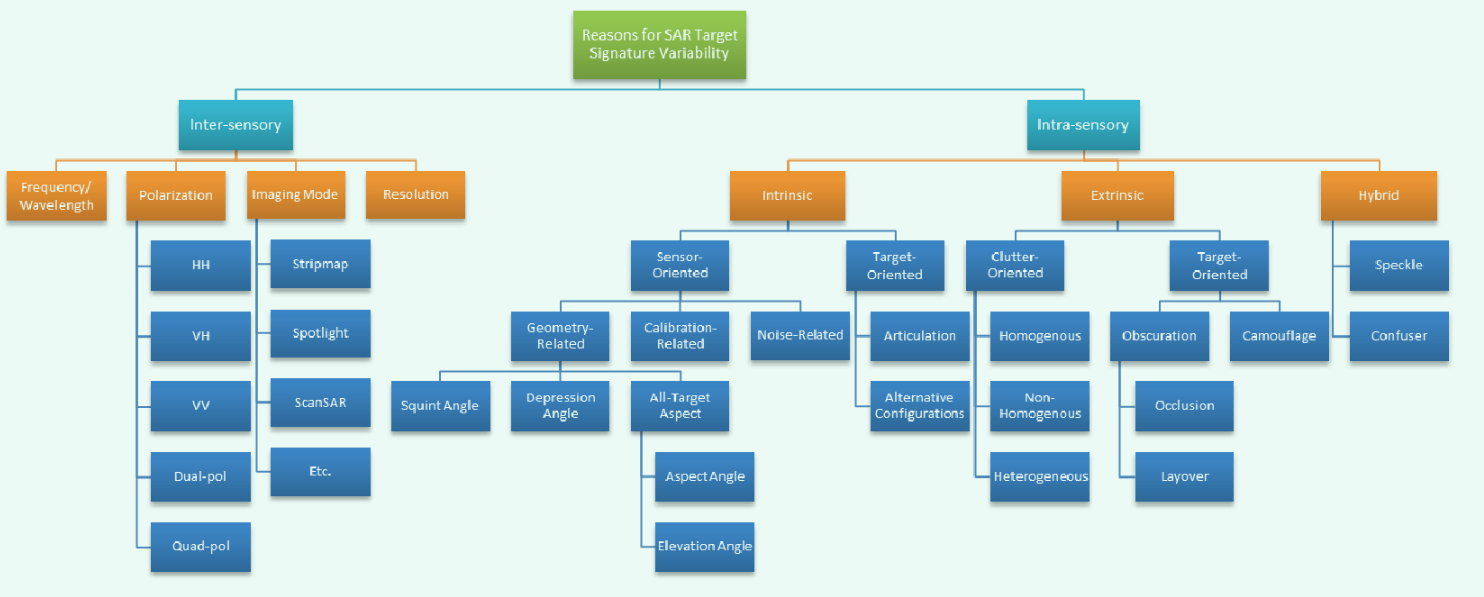 Reasons for SAR Target
Signature Variability
Inter-sensory
Intra-sensory
Frequency/
Wavelength
Polarization
Imaging Mode
Resolution
Intrinsic
Extrinsic
Hybrid
HH
VH
VV
Dual-pol
Quad-pol
Stripmap
Spotlight
ScanSAR
Etc.
Sensor-
Oriented
Target-
Oriented
Clutter-
Oriented
Target-
Oriented
Speckle
Confuser
Geometry-
Related
Calibration-
Related
Noise-Related
Articulation
Alternative
Configurations
Homogenous
Non-
Homogenous
Heterogeneous
Obscuration
Camouflage
Occlusion
Layover
Squint Angle
Depression
Angle
All-Target
Aspect
Aspect Angle
Elevation Angle